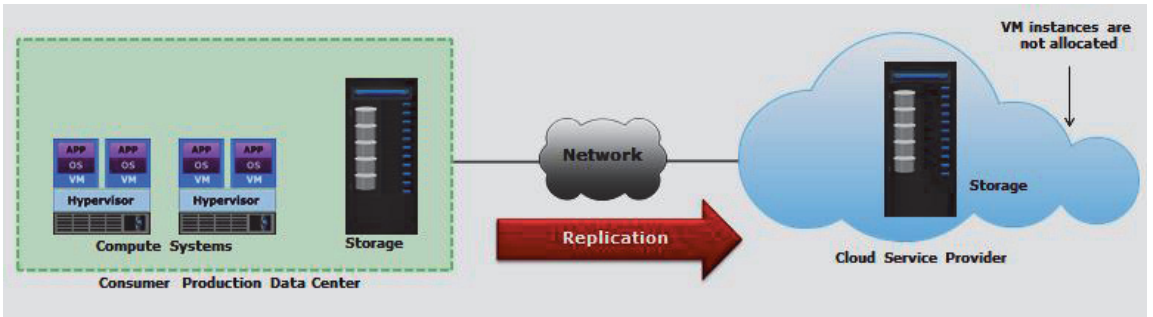 VM instances are
not allocated
APP
APP
APP
APP
OS
OS
OS
OS
VM
VM
VM
VM
Hypervisor
Hypervisor
Compute Systems
Storage
Consumer Production Data Center
Network
Replication
Storage
Cloud Service Provider